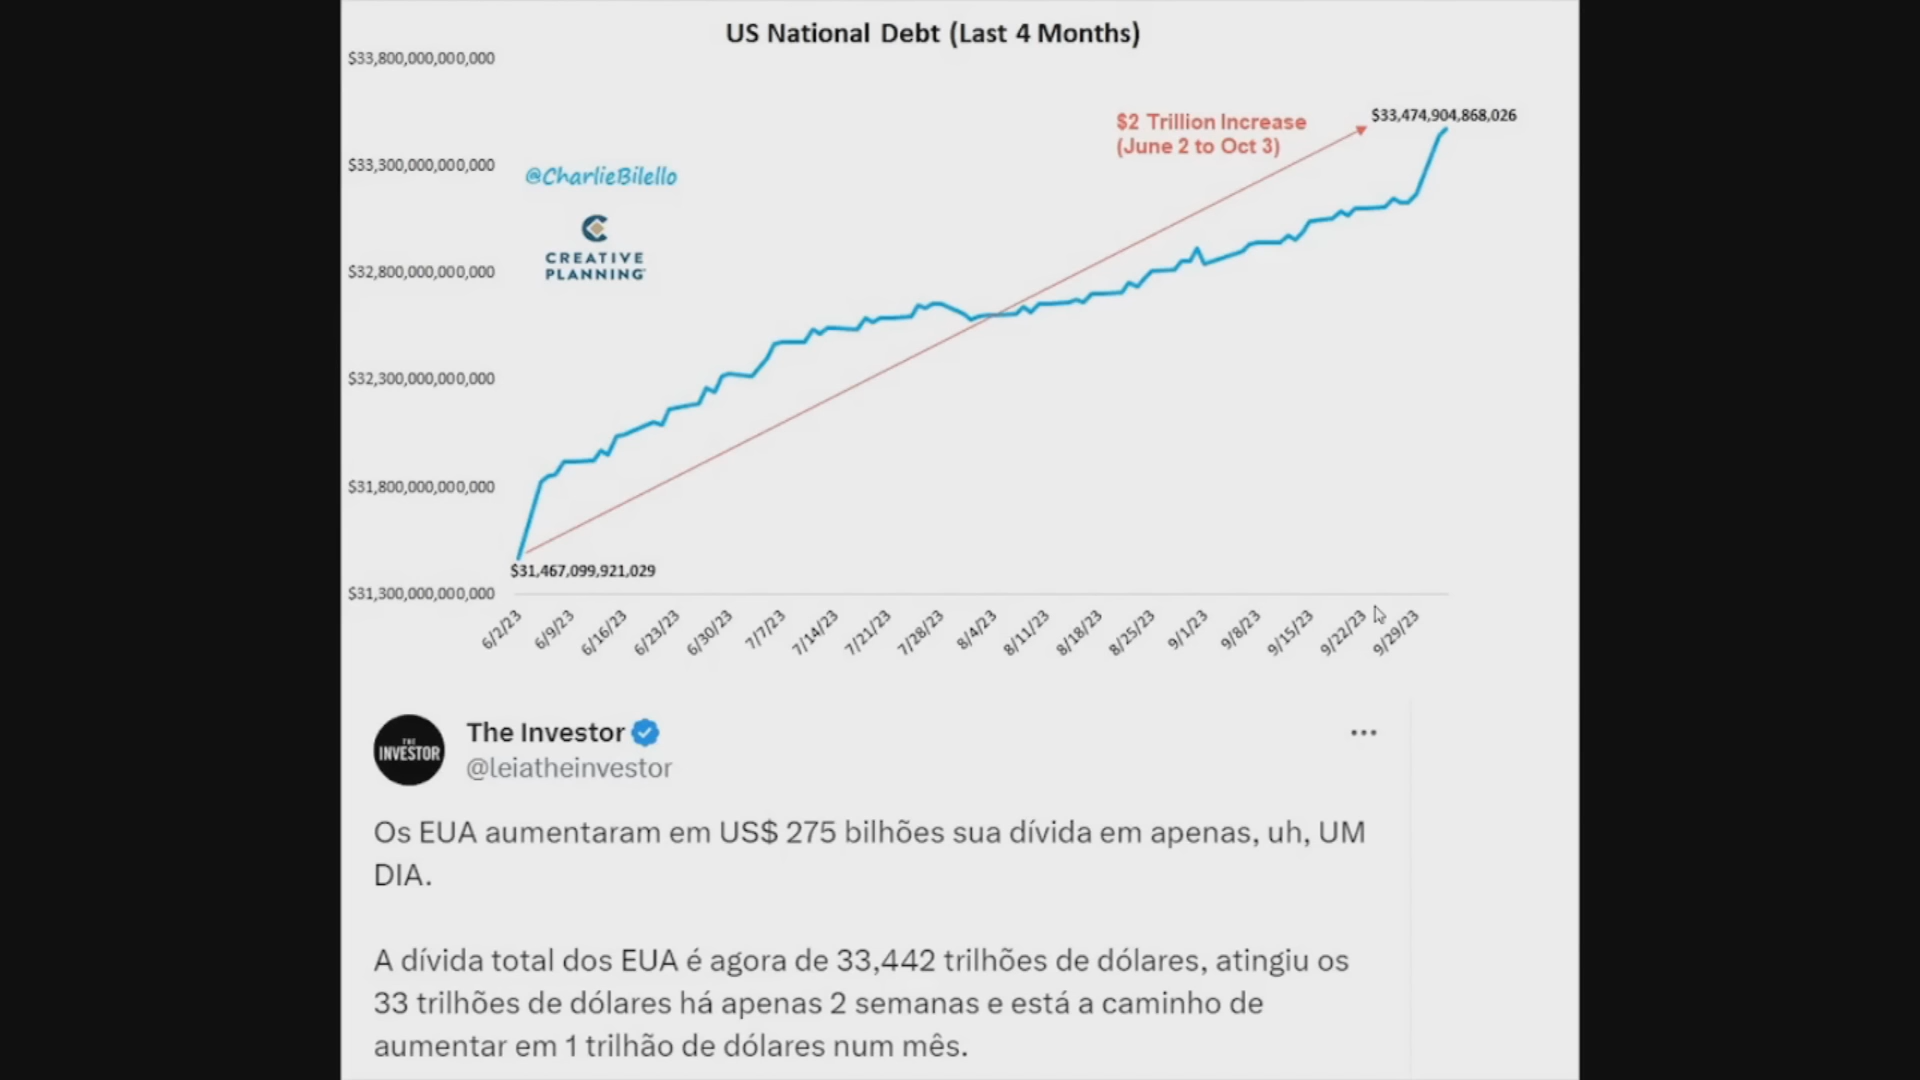 US National Debt (Last 4 Months)
$33,800,000,000,000
$33,300,000,000,000
$32,800,000,000,000
$32,300,000,000,000
$31,800,000,000,000
$31,300,000,000,000
@CharlieBilello
CREATIVE
PLANNING
$2 Trillion Increase
(June 2 to Oct 3)
$33,474,904,868,026
$31,467,099,921,029
6/2/23
6/9/23
6/16/23
6/23/23
6/30/23
7/7/23
7/14/23
7/21/23
7/28/23
8/4/23
8/11/23
8/18/23
8/25/23
9/1/23
9/8/23
9/15/23
9/22/23
9/29/23
THE
INVESTOR
The Investor
@leiatheinvestor
Os EUA aumentaram em US$ 275 bilhões sua dívida em apenas, uh, UM
DIA.
A dívida total dos EUA é agora de 33,442 trilhões de dólares, atingiu os
33 trilhões de dólares há apenas 2 semanas e está a caminho de
aumentar em 1 trilhão de dólares num mês.